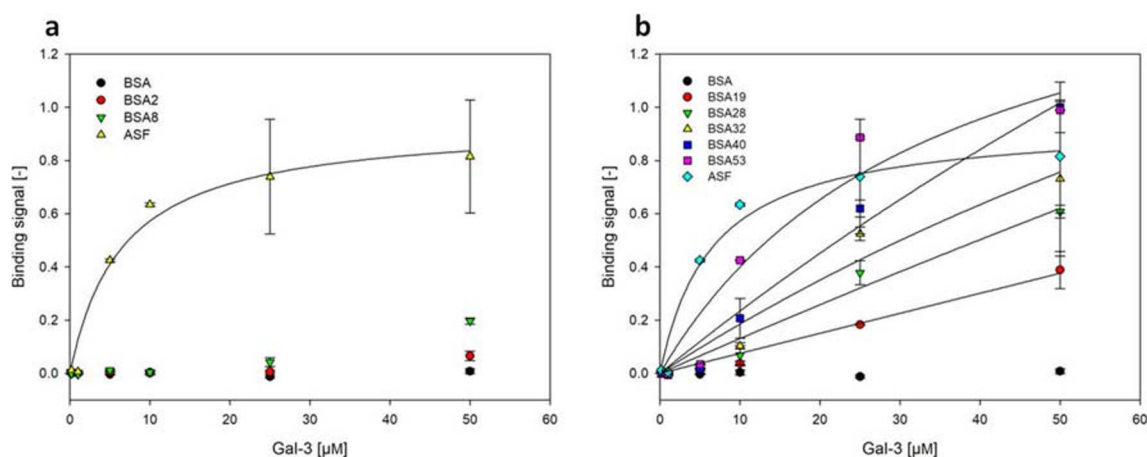 a
1.2
1.0
0.8
0.6
0.4
0.2
0.0
Binding signal [-]
BSA
BSA2
BSA8
ASF
0 10 20 30 40 50 60
Gal-3 [µM]
b
1.2
1.0
0.8
0.6
0.4
0.2
0.0
Binding signal [-]
BSA
BSA19
BSA28
BSA32
BSA40
BSA53
ASF
0 10 20 30 40 50 60
Gal-3 [µM]